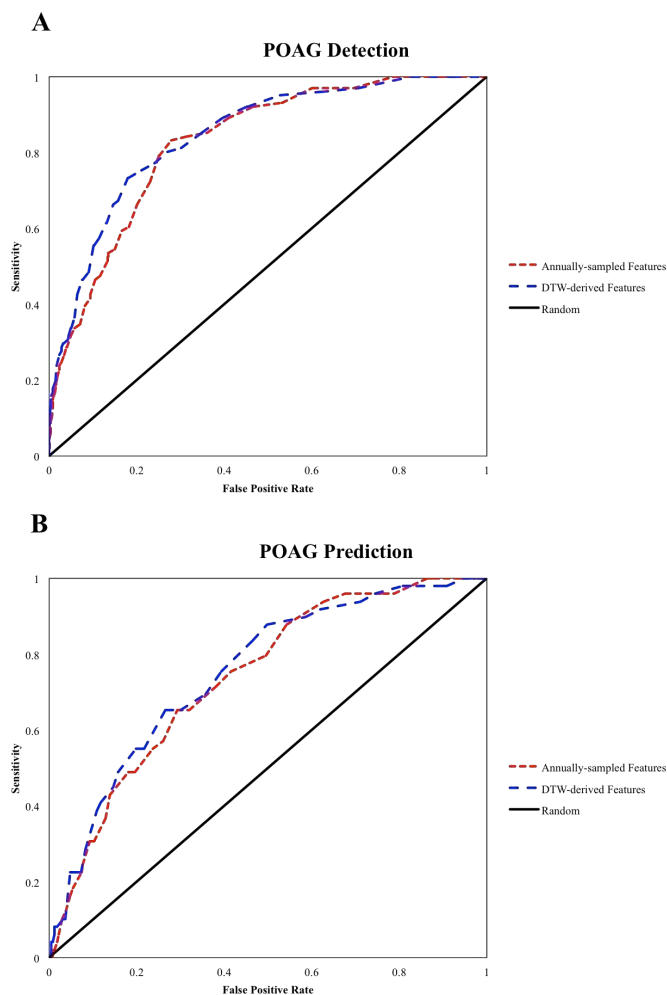 A
POAG Detection
1
0.8
0.6
0.4
0.2
0
Sensitivity
0
0.2
0.4
0.6
0.8
1
False Positive Rate
Annually-sampled Features
DTW-derived Features
Random
B
POAG Prediction
1
0.8
0.6
0.4
0.2
0
Sensitivity
0
0.2
0.4
0.6
0.8
1
False Positive Rate
Annually-sampled Features
DTW-derived Features
Random